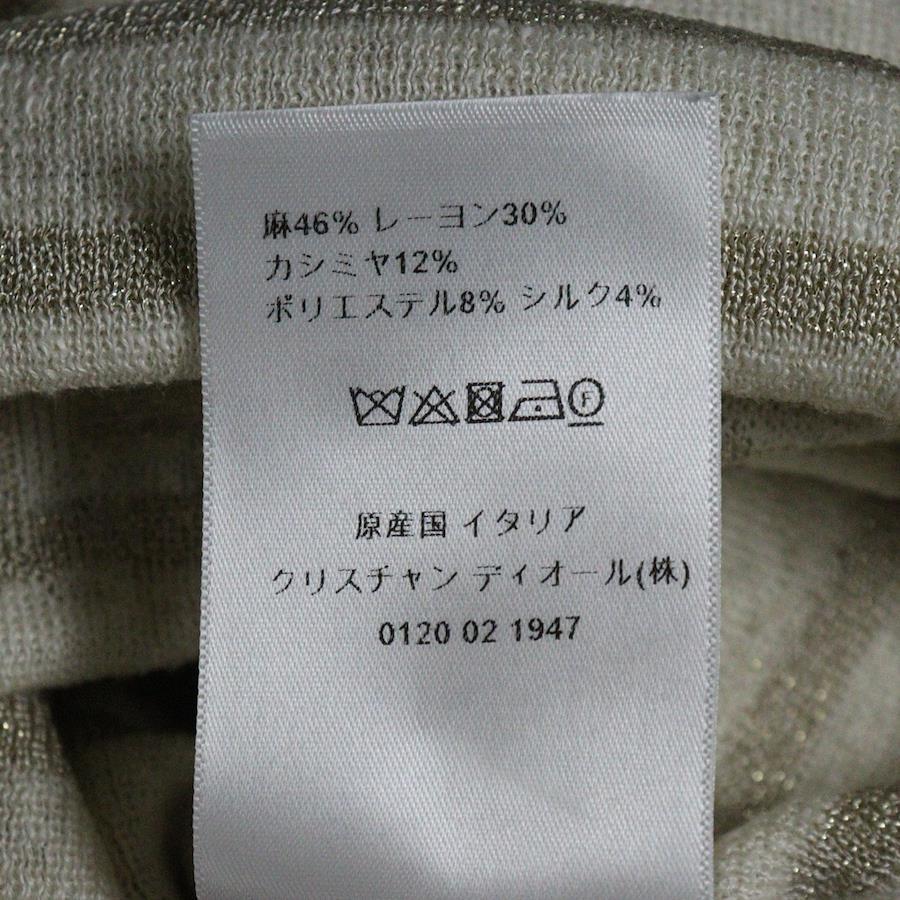 麻46% レーヨン30%
カシミヤ12%
ポリエステル8% シルク4%
F
原産国 イタリア
クリスチャン ディオール(株)
0120 02 1947